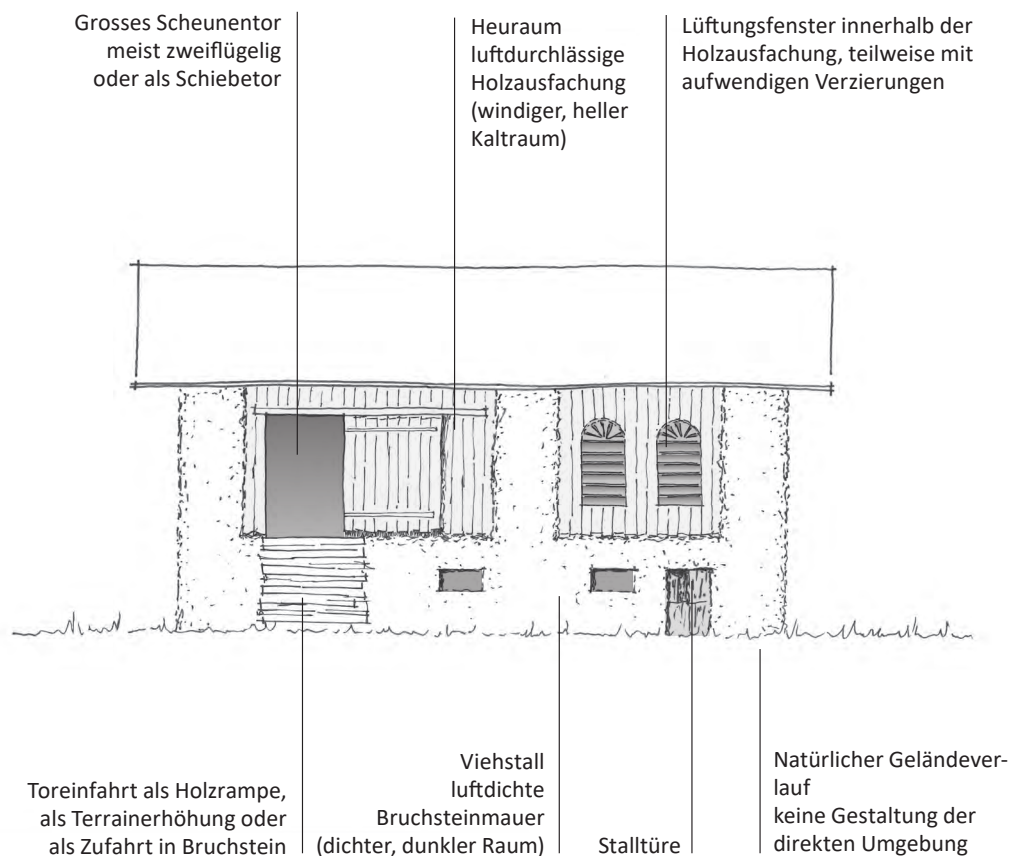 Grosses Scheunentor
meist zweiflügelig
oder als Schiebetor
Heuraum
luftdurchlässige
Holzausfachung
(windiger, heller
Kaltraum)
Lüftungsfenster innerhalb der
Holzausfachung, teilweise mit
aufwendigen Verzierungen
Toreinfahrt als Holzrampe,
als Terrainerhöhung oder
als Zufahrt in Bruchstein
Viehstall
luftdichte
Bruchsteinmauer
(dichter, dunkler Raum)
Stalltüre
Natürlicher Geländever-
lauf
keine Gestaltung der
direkten Umgebung